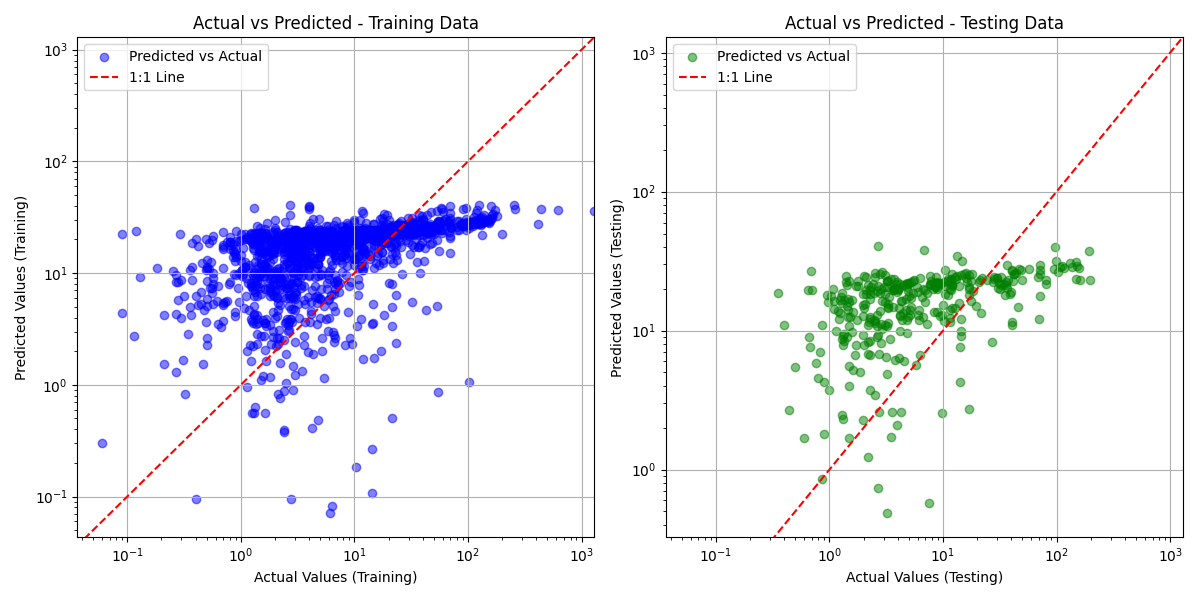 Actual vs Predicted - Training Data
Predicted vs Actual
1:1 Line
Predicted Values (Training)
10³
10²
10¹
10⁰
10⁻¹
10⁻¹ 10⁰ 10¹ 10² 10³
Actual Values (Training)
Actual vs Predicted - Testing Data
Predicted vs Actual
1:1 Line
Predicted Values (Testing)
10³
10²
10¹
10⁰
10⁻¹ 10⁰ 10¹ 10² 10³
Actual Values (Testing)